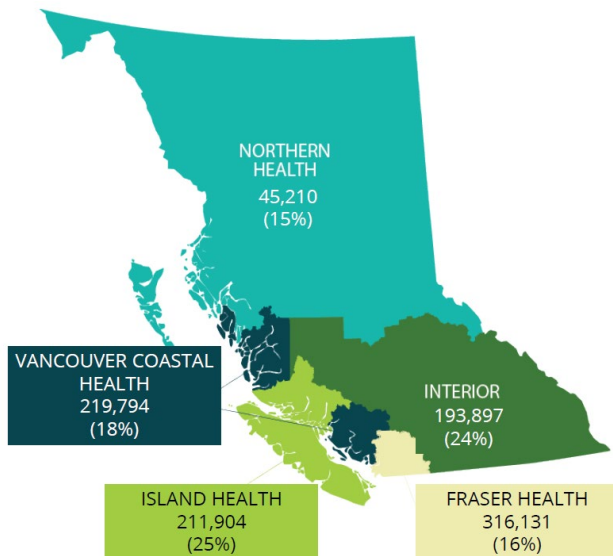 NORTHERN
HEALTH
45,210
(15%)
VANCOUVER COASTAL
HEALTH
219,794
(18%)
INTERIOR
193,897
(24%)
ISLAND HEALTH
211,904
(25%)
FRASER HEALTH
316,131
(16%)